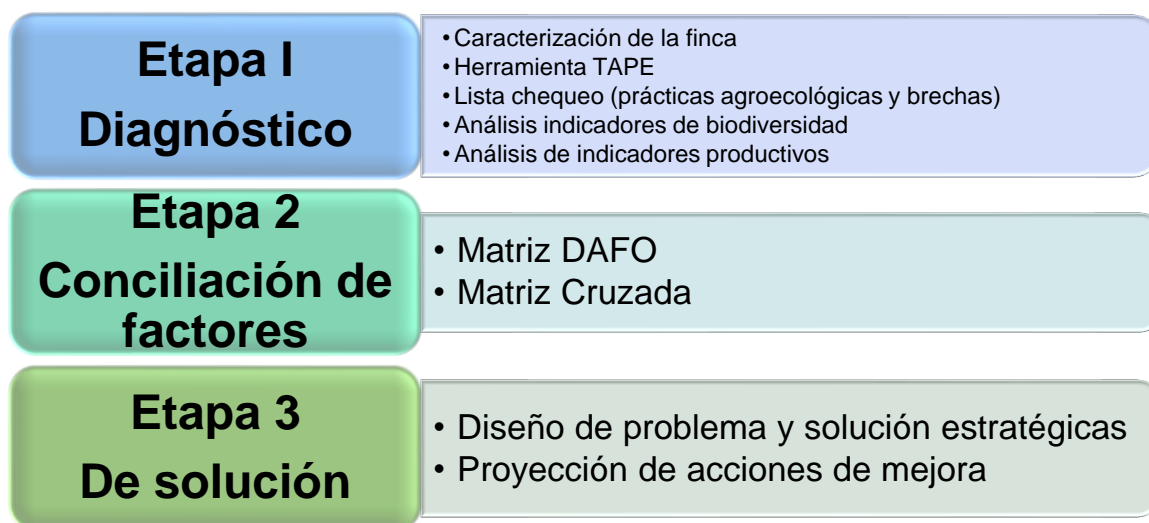 Etapa I
Diagnóstico
• Caracterización de la finca
• Herramienta TAPE
• Lista chequeo (prácticas agroecológicas y brechas)
• Análisis indicadores de biodiversidad
• Análisis de indicadores productivos
Etapa 2
Conciliación de
factores
• Matriz DAFO
• Matriz Cruzada
Etapa 3
De solución
• Diseño de problema y solución estratégicas
• Proyección de acciones de mejora